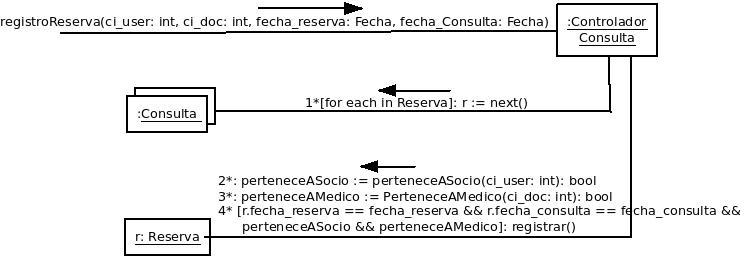 registroReserva(ci_user: int, ci_doc: int, fecha_reserva: Fecha, fecha_Consulta: Fecha)
:Controlador
Consulta
1*[for each in Reserva]: r := next()
:Consulta
2*: perteneceASocio := perteneceASocio(ci_user: int): bool
3*: perteneceAMedico := PerteneceAMedico(ci_doc: int): bool
4* [r.fecha_reserva == fecha_reserva && r.fecha_consulta == fecha_consulta &&
perteneceASocio && perteneceAMedico]: registrar()
r: Reserva